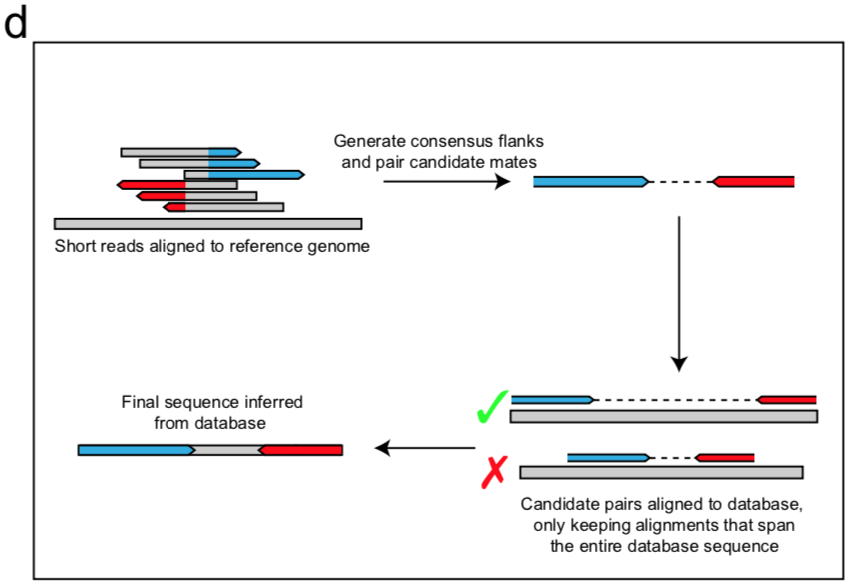 d
Generate consensus flanks
and pair candidate mates
Short reads aligned to reference genome
Final sequence inferred
from database
Candidate pairs aligned to database,
only keeping alignments that span
the entire database sequence